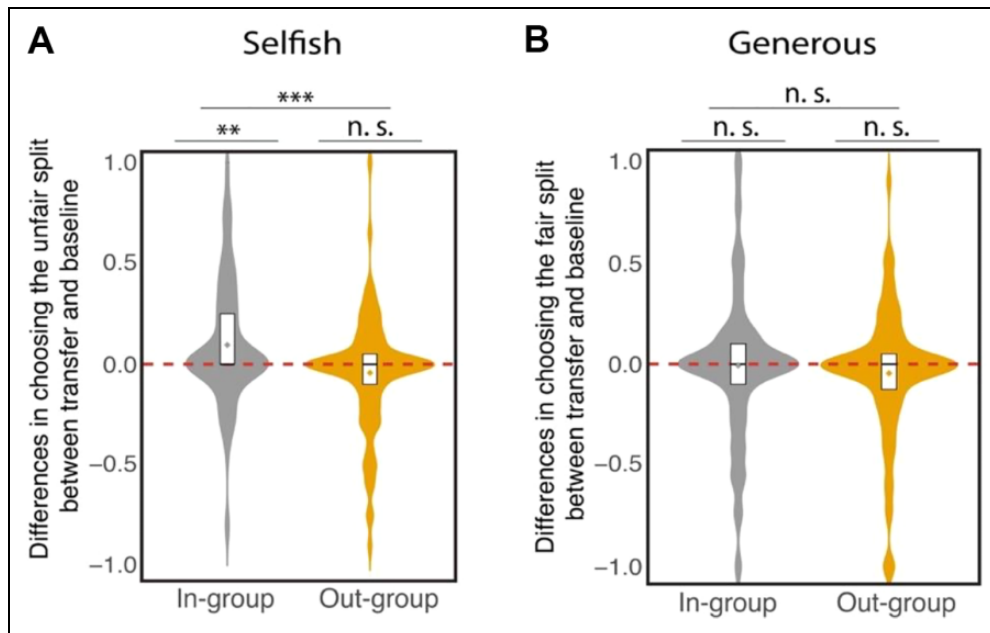 A
Selfish
***
**
n. s.
Differences in choosing the unfair split
between transfer and baseline
1.0
0.5
0.0
−0.5
−1.0
In-group
Out-group
B
Generous
n. s.
n. s.
n. s.
Differences in choosing the fair split
between transfer and baseline
1.0
0.5
0.0
−0.5
−1.0
In-group
Out-group